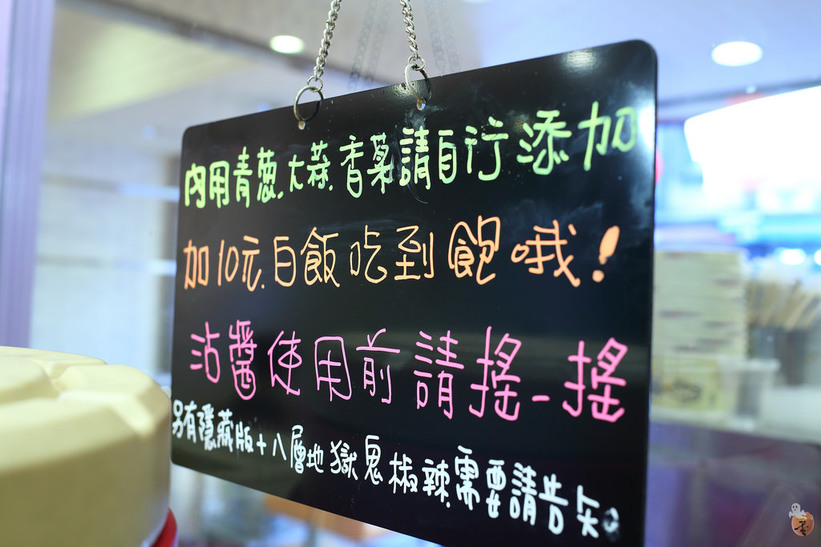 內用青蔥.大蒜.香菜請自行添加
加10元.白飯吃到飽哦!
沾醬使用前請搖-搖
另有隱藏版+八層地獄鬼椒辣.需要請告知。